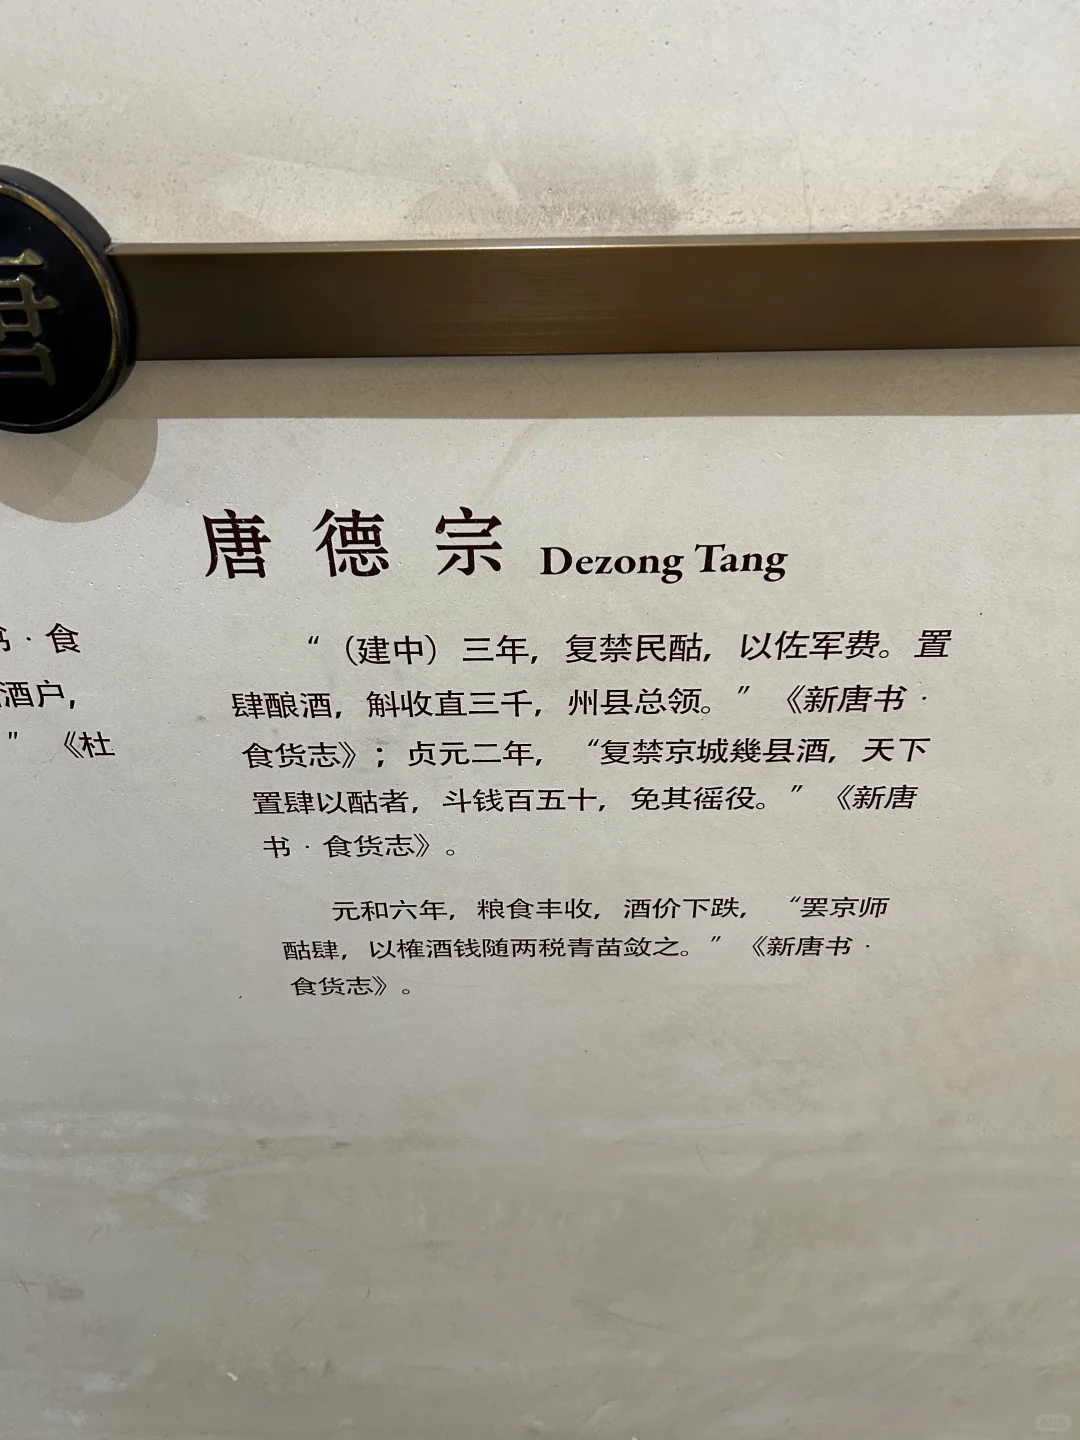 唐德宗 Dezong Tang
书·食
酒户，
” 《杜
“（建中）三年，复禁民酤，以佐军费。置
肆酿酒，斛收直三千，州县总领。”《新唐书·
食货志》；贞元二年，“复禁京城幾县酒，天下
置肆以酤者，斗钱百五十，免其徭役。”《新唐
书·食货志》。
元和六年，粮食丰收，酒价下跌，“罢京师
酤肆，以榷酒钱随两税青苗敛之。”《新唐书·
食货志》。